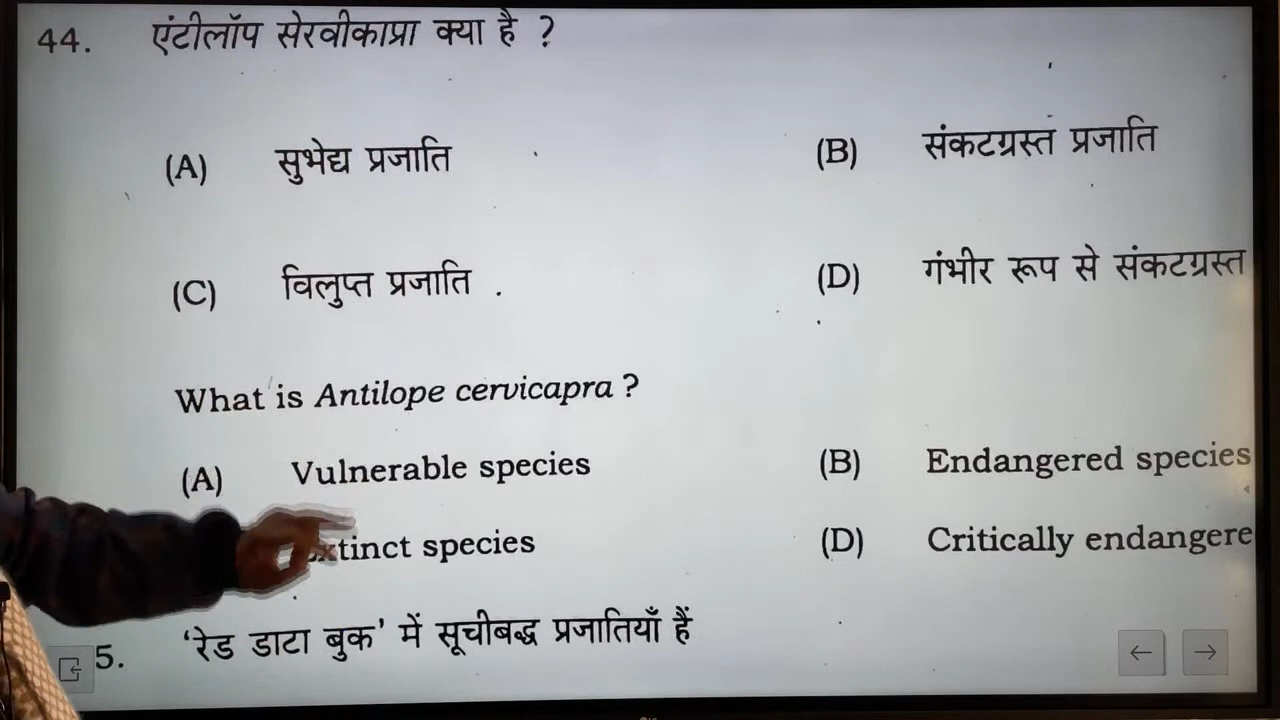 44. एंटीलॉप सेरवीकाप्रा क्या है ?
(A) सुभेद्य प्रजाति (B) संकटग्रस्त प्रजाति
(C) विलुप्त प्रजाति . (D) गंभीर रूप से संकटग्रस्त
What is Antilope cervicapra ?
(A) Vulnerable species (B) Endangered species
xtinct species (D) Critically endangere
5. ‘रेड डाटा बुक’ में सूचीबद्ध प्रजातियाँ हैं